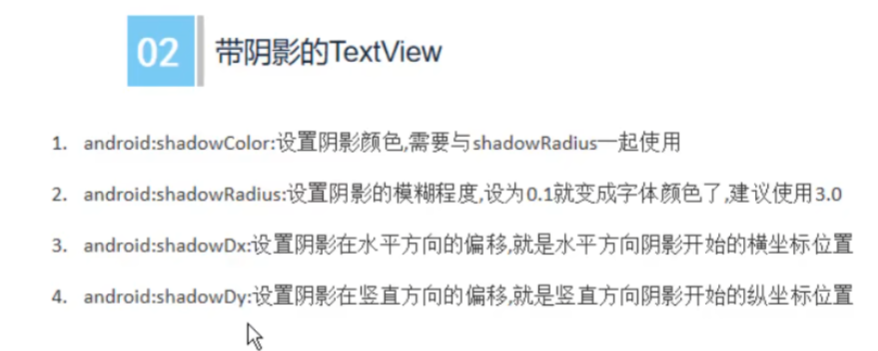 02 带阴影的TextView
1. android:shadowColor:设置阴影颜色,需要与shadowRadius一起使用
2. android:shadowRadius:设置阴影的模糊程度,设为0.1就变成字体颜色了,建议使用3.0
3. android:shadowDx:设置阴影在水平方向的偏移,就是水平方向阴影开始的横坐标位置
4. android:shadowDy:设置阴影在竖直方向的偏移,就是竖直方向阴影开始的纵坐标位置